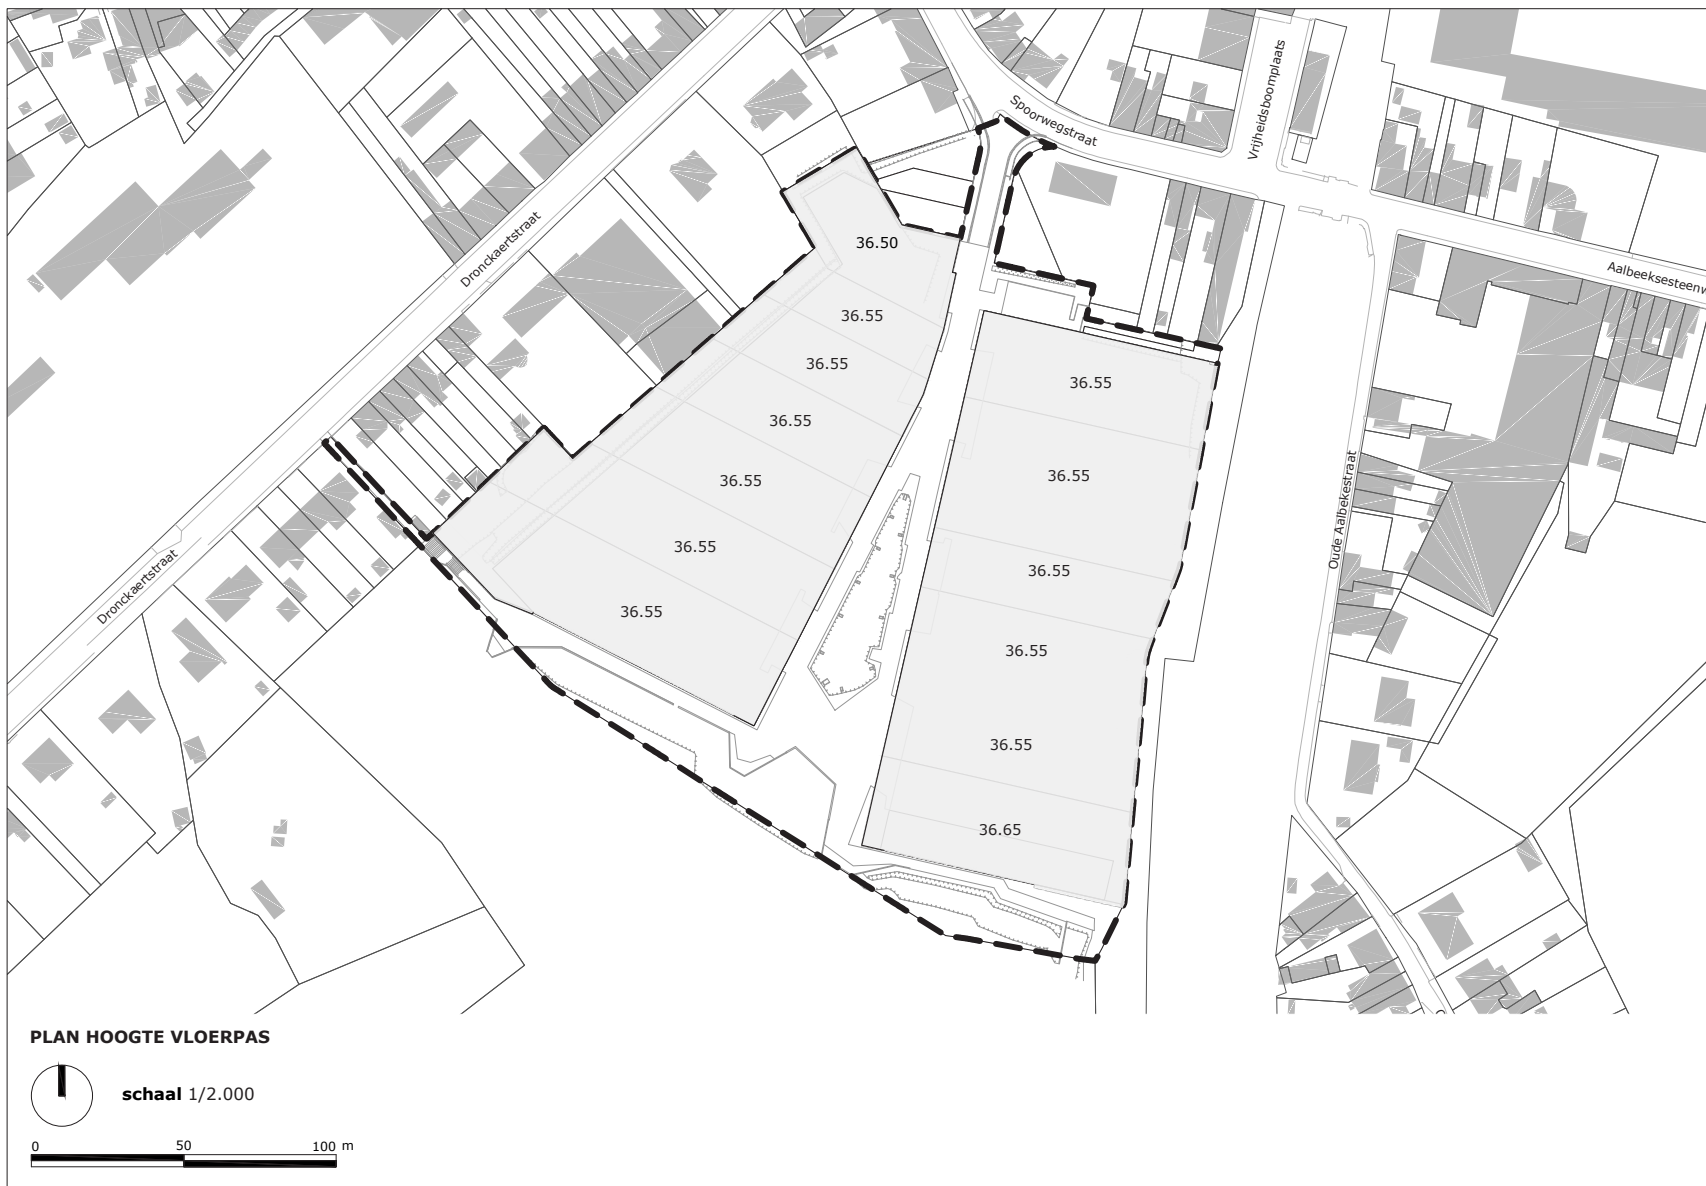 Spoorwegstraat
Vrijheidsboomplaats
Dronckaertstraat
Aalbeeksesteenw
36.50
36.55
36.55
36.55
36.55
36.55
36.55
36.55
36.55
36.55
36.55
36.55
36.65
Oude Aalbekestraat
Dronckaertstraat
PLAN HOOGTE VLOERPAS
schaal 1/2.000
0 50 100 m